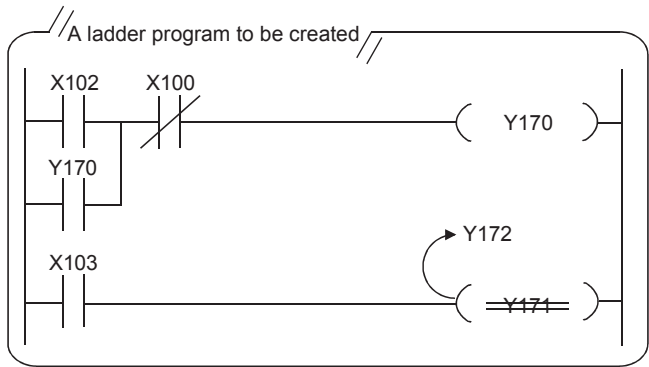 A ladder program to be created
X102 X100
Y170
Y170
Y172
X103
Y171